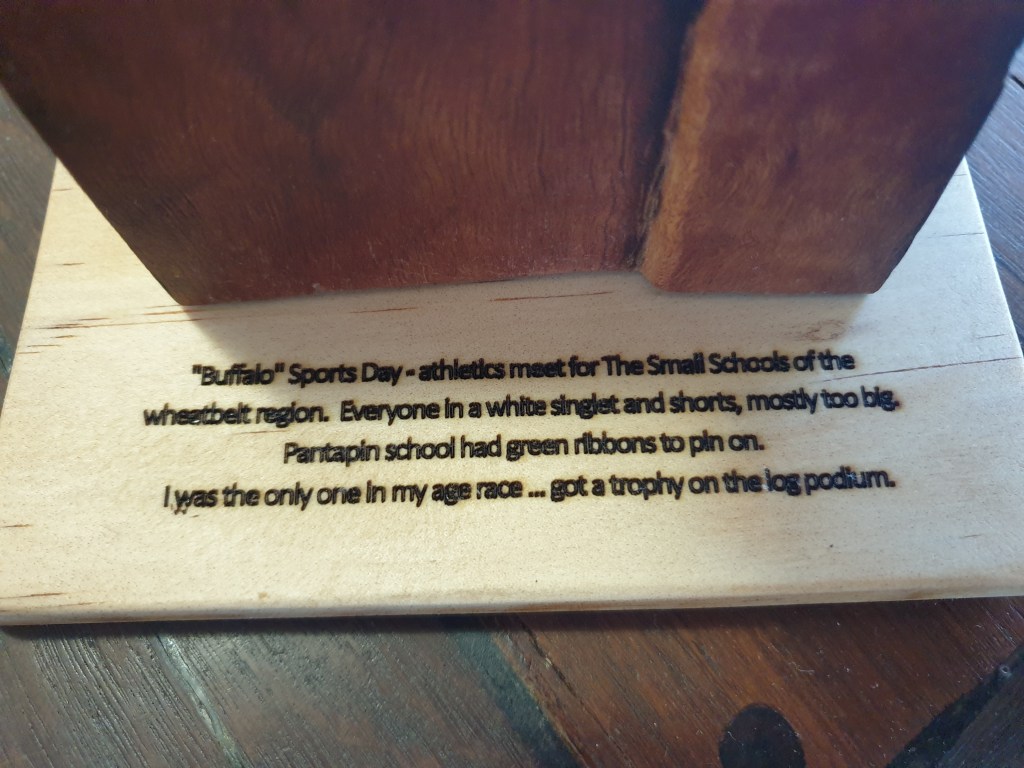 "Buffalo" Sports Day - athletics meet for The Small Schools of the
wheatbelt region. Everyone in a white singlet and shorts, mostly too big.
Pantapin school had green ribbons to pin on.
I was the only one in my age race ... got a trophy on the log podium.